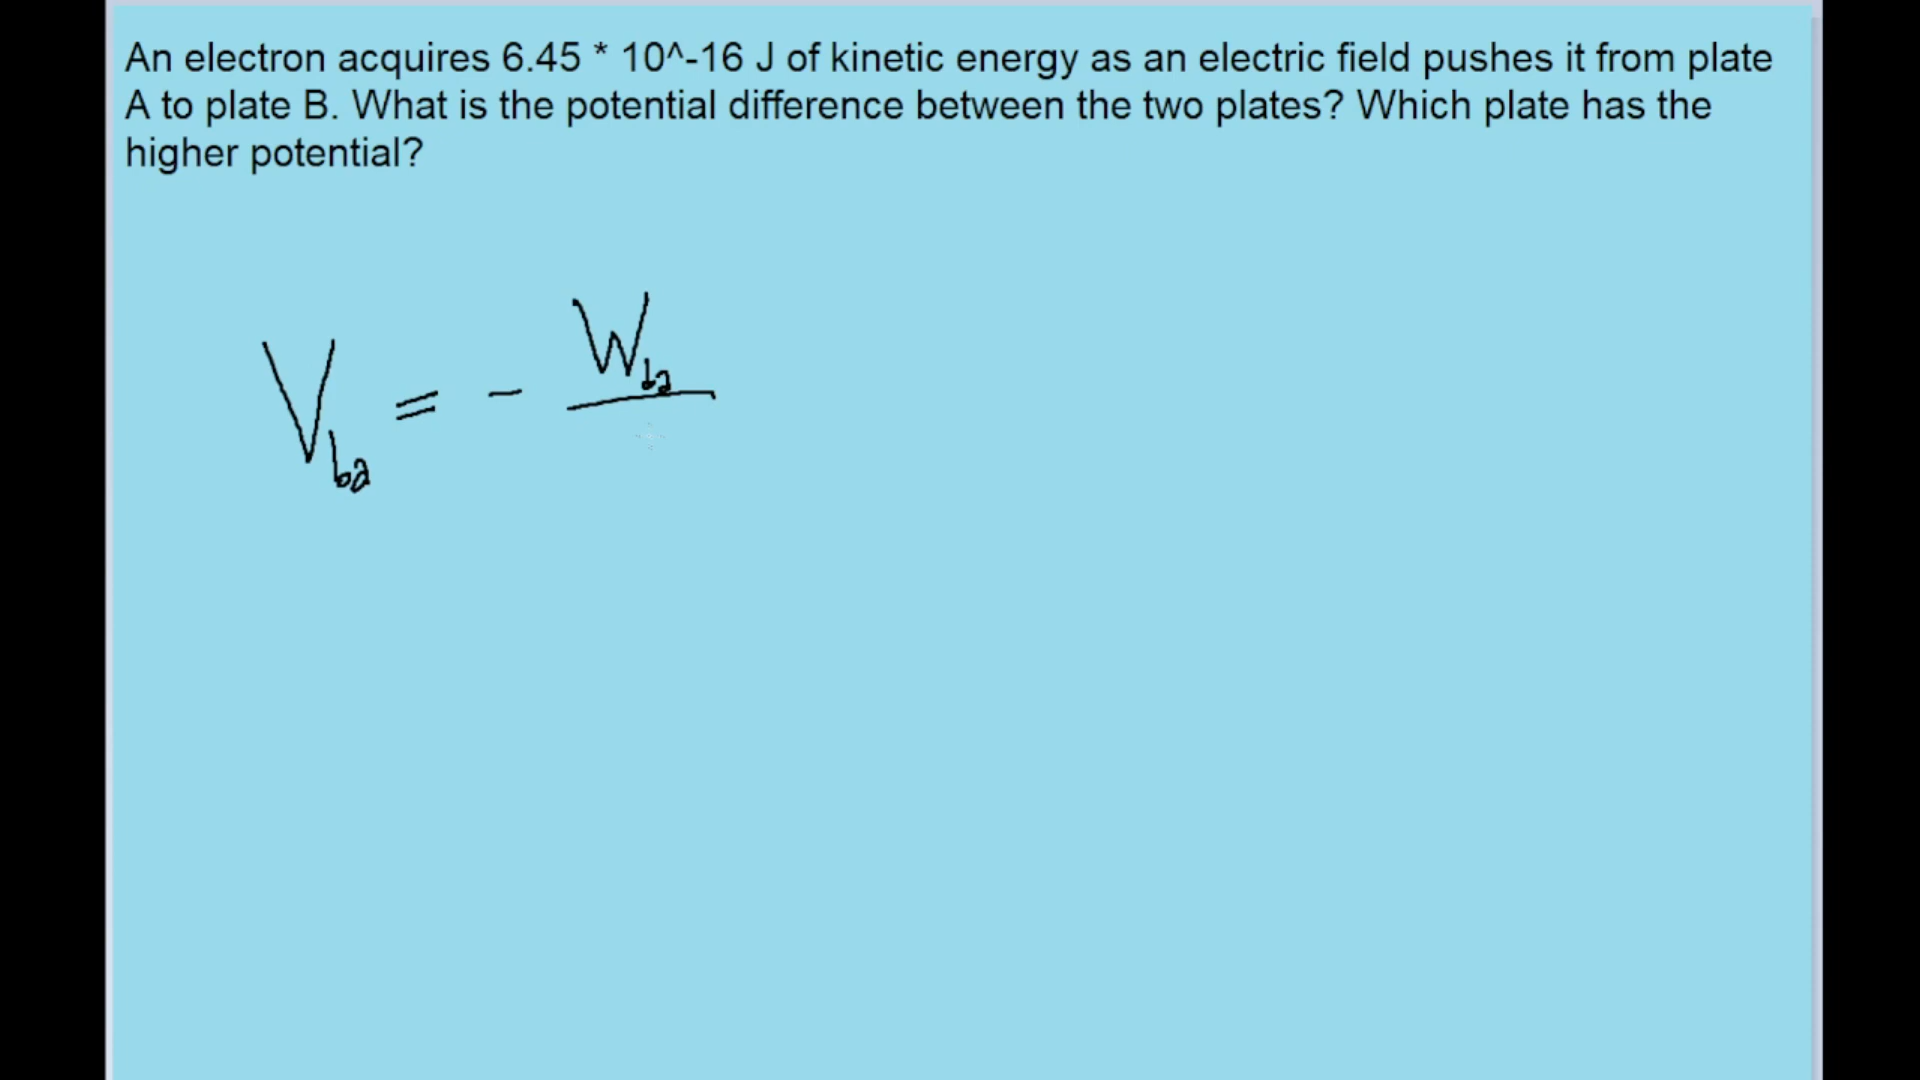 An electron acquires 6.45 * 10^-16 J of kinetic energy as an electric field pushes it from plate
A to plate B. What is the potential difference between the two plates? Which plate has the
higher potential?
V_ba = - W_ba